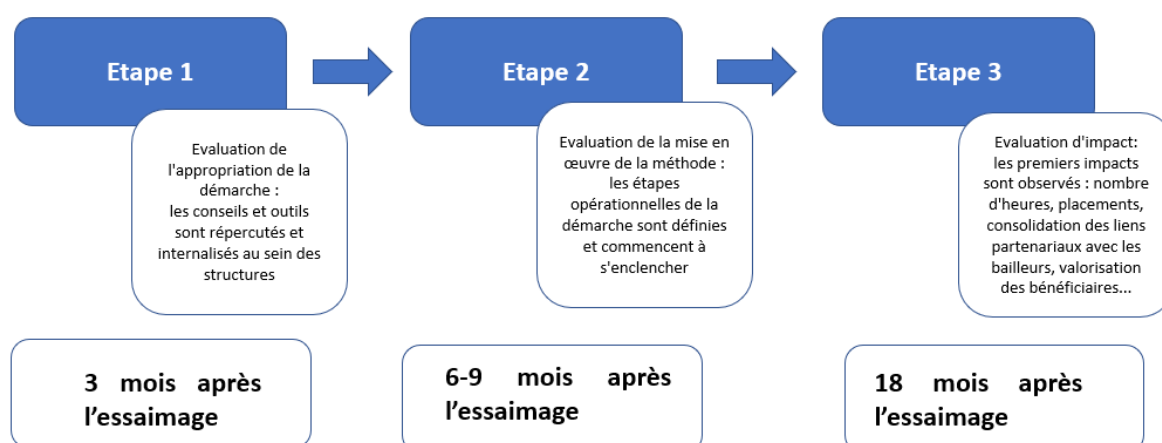 Etape 1
Evaluation de
l'appropriation de la
démarche :
les conseils et outils
sont répercutés et
internalisés au sein des
structures
3 mois après
l’essaimage
Etape 2
Evaluation de la mise en
œuvre de la méthode :
les étapes
opérationnelles de la
démarche sont définies
et commencent à
s'enclencher
6-9 mois après
l’essaimage
Etape 3
Evaluation d'impact:
les premiers impacts
sont observés : nombre
d'heures, placements,
consolidation des liens
partenariaux avec les
bailleurs, valorisation
des bénéficiaires...
18 mois après
l’essaimage